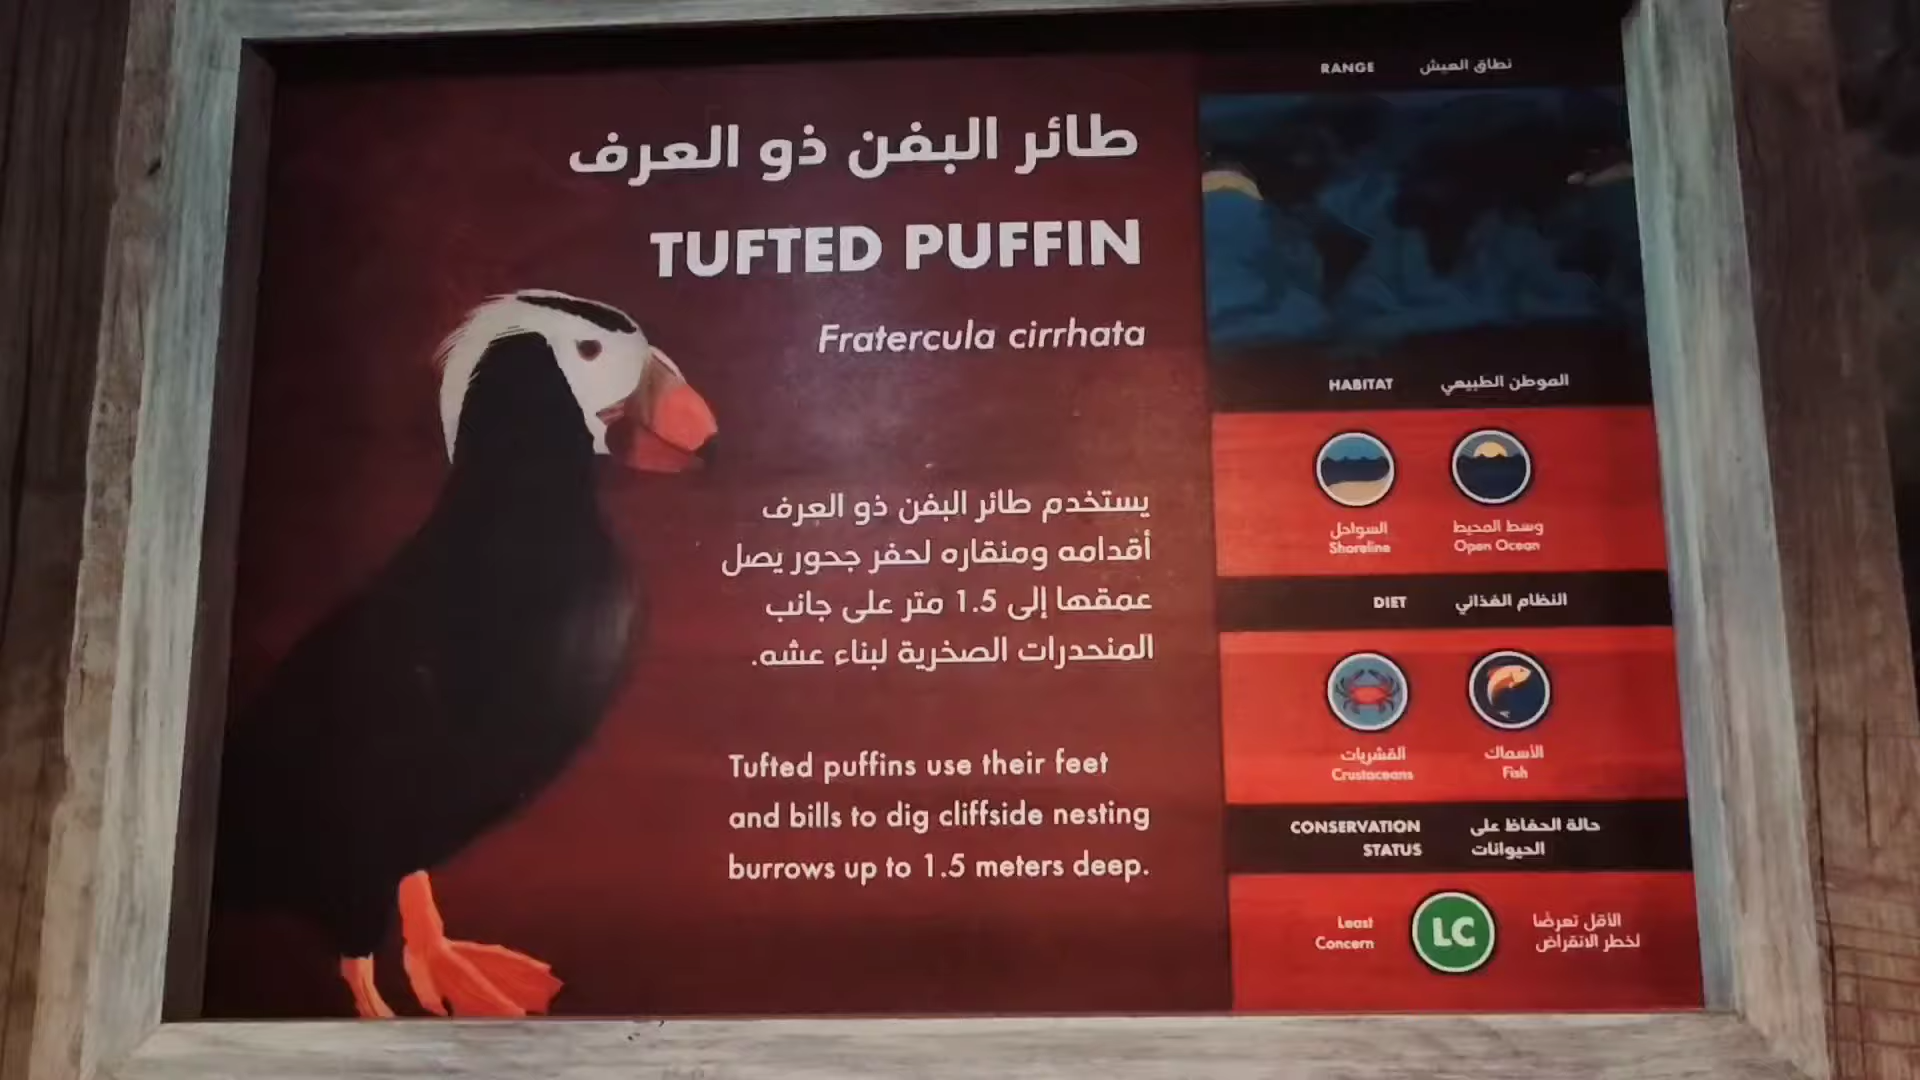 طائر البفن ذو العرف
TUFTED PUFFIN
Fratercula cirrhata
يستخدم طائر البفن ذو العرف
أقدامه ومنقاره لحفر جحور يصل
عمقها إلى 1.5 متر على جانب
المنحدرات الصخرية لبناء عشه.
Tufted puffins use their feet
and bills to dig cliffside nesting
burrows up to 1.5 meters deep.
RANGE نطاق العيش
HABITAT الموطن الطبيعي
السواحل
Shoreline
وسط المحيط
Open Ocean
DIET النظام الغذائي
القشريات
Crustaceans
الأسماك
Fish
CONSERVATION
STATUS
حالة الحفاظ على
الحيوانات
Least
Concern
LC
الأقل تعرضًا
لخطر الانقراض